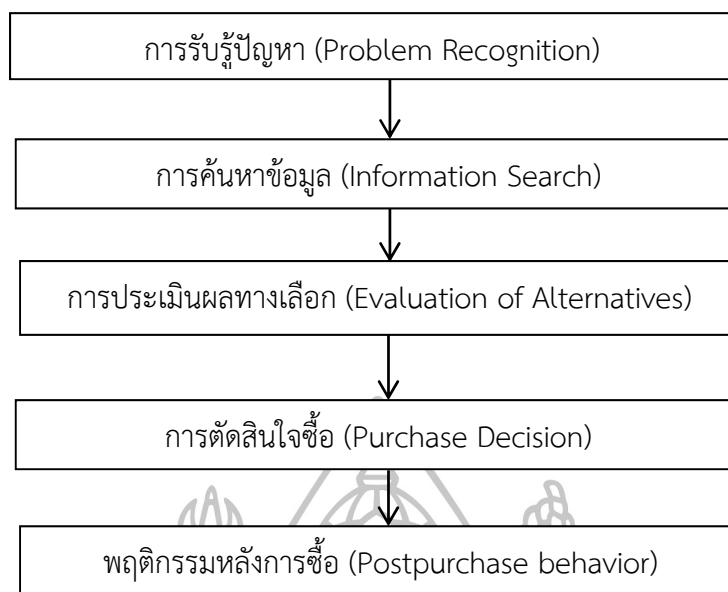 การรับรู้ปัญหา (Problem Recognition)
การค้นหาข้อมูล (Information Search)
การประเมินผลทางเลือก (Evaluation of Alternatives)
การตัดสินใจซื้อ (Purchase Decision)
พฤติกรรมหลังการซื้อ (Postpurchase behavior)